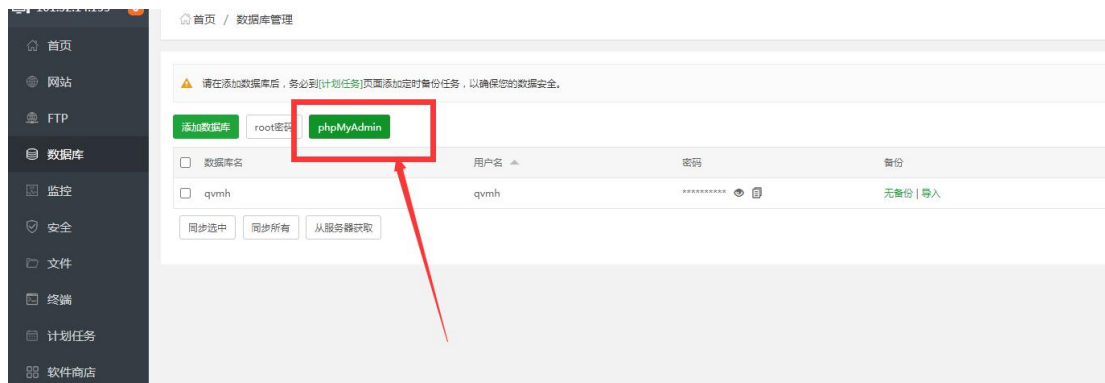 首页 / 数据库管理
首页
网站
FTP
数据库
监控
安全
文件
终端
计划任务
软件商店
请在添加数据库后，务必到[计划任务]页面添加定时备份任务，以确保您的数据安全。
添加数据库 root密码 phpMyAdmin
数据库名 用户名 密码 备份
qvmh qvmh ********** 无备份 | 导入
同步选中 同步所有 从服务器获取